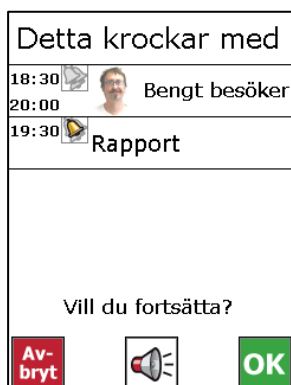 Detta krockar med
18:30
Bengt besöker
20:00
19:30
Rapport
Vill du fortsätta?
Av-
bryt
OK